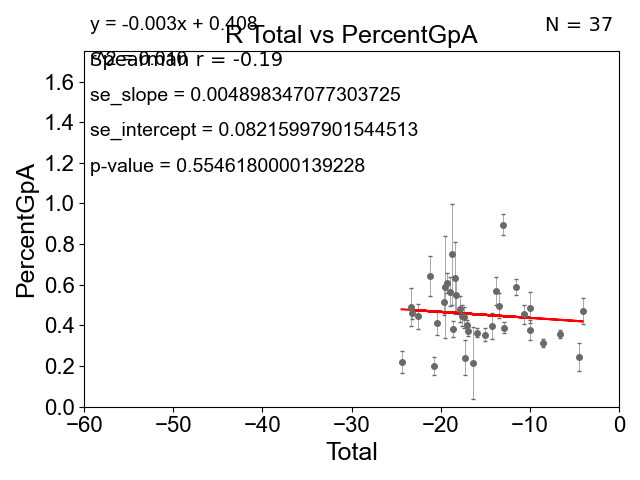 y = -0.003x + 0.408
N = 37
R Total vs PercentGpA
Spearman r = -0.19
se_slope = 0.004898347077303725
se_intercept = 0.08215997901544513
p-value = 0.5546180000139228
PercentGpA
1.6
1.4
1.2
1.0
0.8
0.6
0.4
0.2
0.0
−60 −50 −40 −30 −20 −10 0
Total